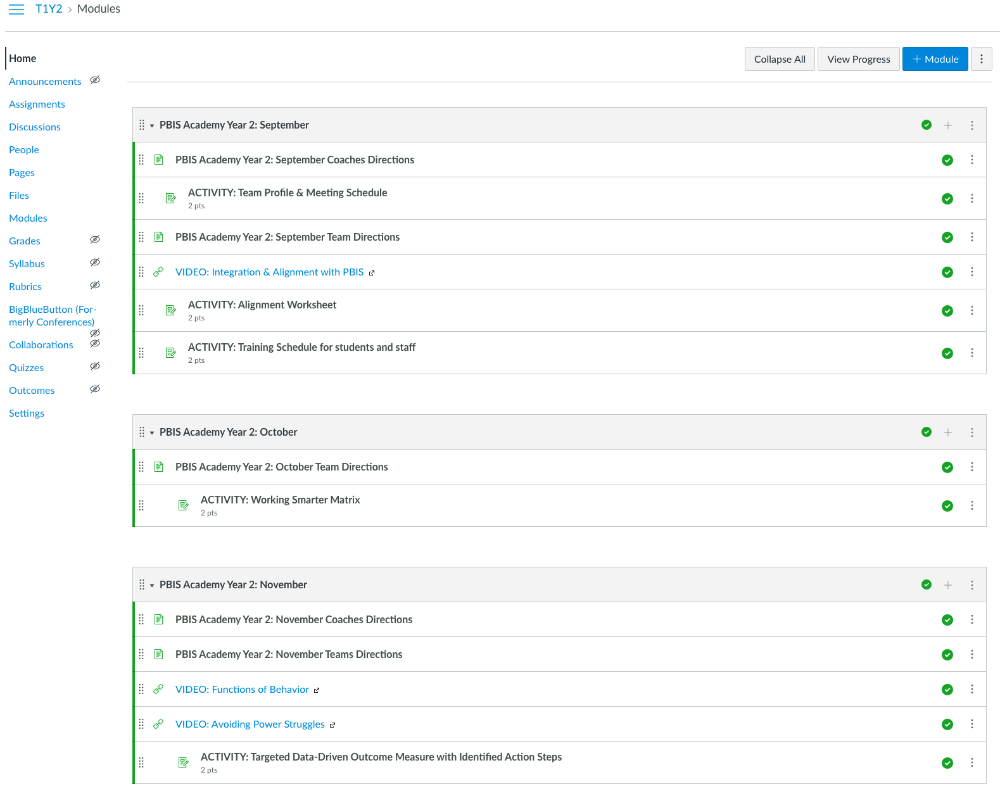 T1Y2 > Modules
Home
Announcements
Assignments
Discussions
People
Pages
Files
Modules
Grades
Syllabus
Rubrics
BigBlueButton (For-
merly Conferences)
Collaborations
Quizzes
Outcomes
Settings
Collapse All
View Progress
+ Module
PBIS Academy Year 2: September
PBIS Academy Year 2: September Coaches Directions
ACTIVITY: Team Profile & Meeting Schedule
2 pts
PBIS Academy Year 2: September Team Directions
VIDEO: Integration & Alignment with PBIS
ACTIVITY: Alignment Worksheet
2 pts
ACTIVITY: Training Schedule for students and staff
2 pts
PBIS Academy Year 2: October
PBIS Academy Year 2: October Team Directions
ACTIVITY: Working Smarter Matrix
2 pts
PBIS Academy Year 2: November
PBIS Academy Year 2: November Coaches Directions
PBIS Academy Year 2: November Teams Directions
VIDEO: Functions of Behavior
VIDEO: Avoiding Power Struggles
ACTIVITY: Targeted Data-Driven Outcome Measure with Identified Action Steps
2 pts